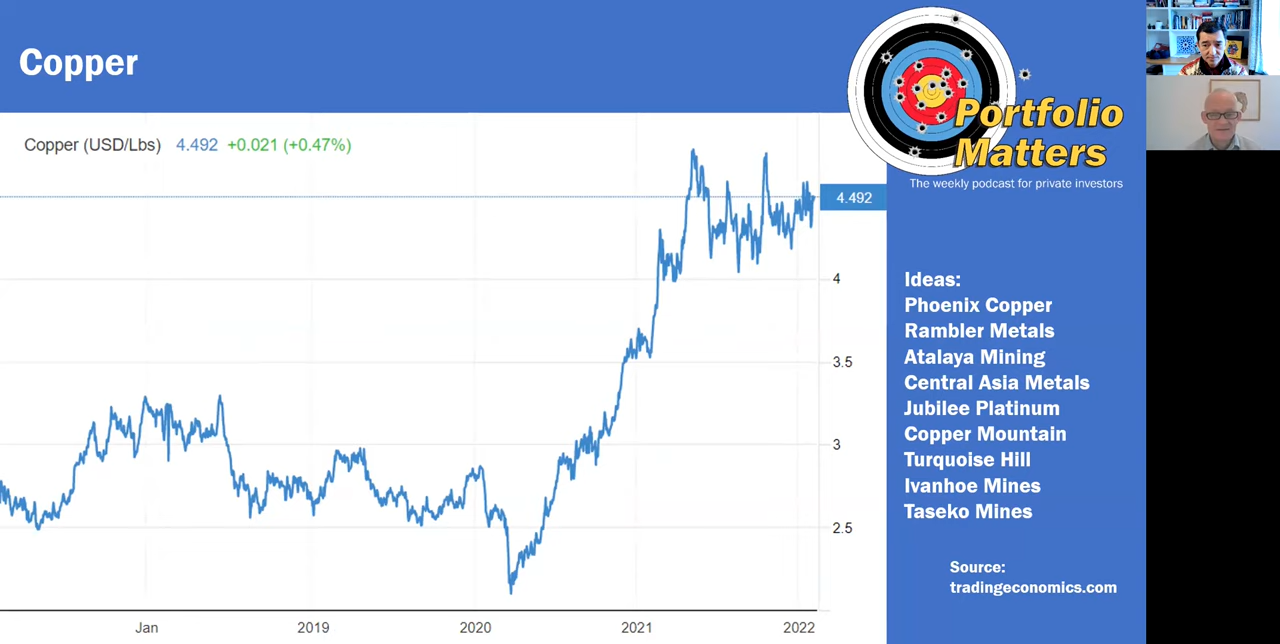 Copper
Portfolio
Matters
The weekly podcast for private investors
Copper (USD/Lbs) 4.492 +0.021 (+0.47%)
4.492
4
3.5
3
2.5
Jan 2019 2020 2021 2022
Ideas:
Phoenix Copper
Rambler Metals
Atalaya Mining
Central Asia Metals
Jubilee Platinum
Copper Mountain
Turquoise Hill
Ivanhoe Mines
Taseko Mines
Source:
tradingeconomics.com